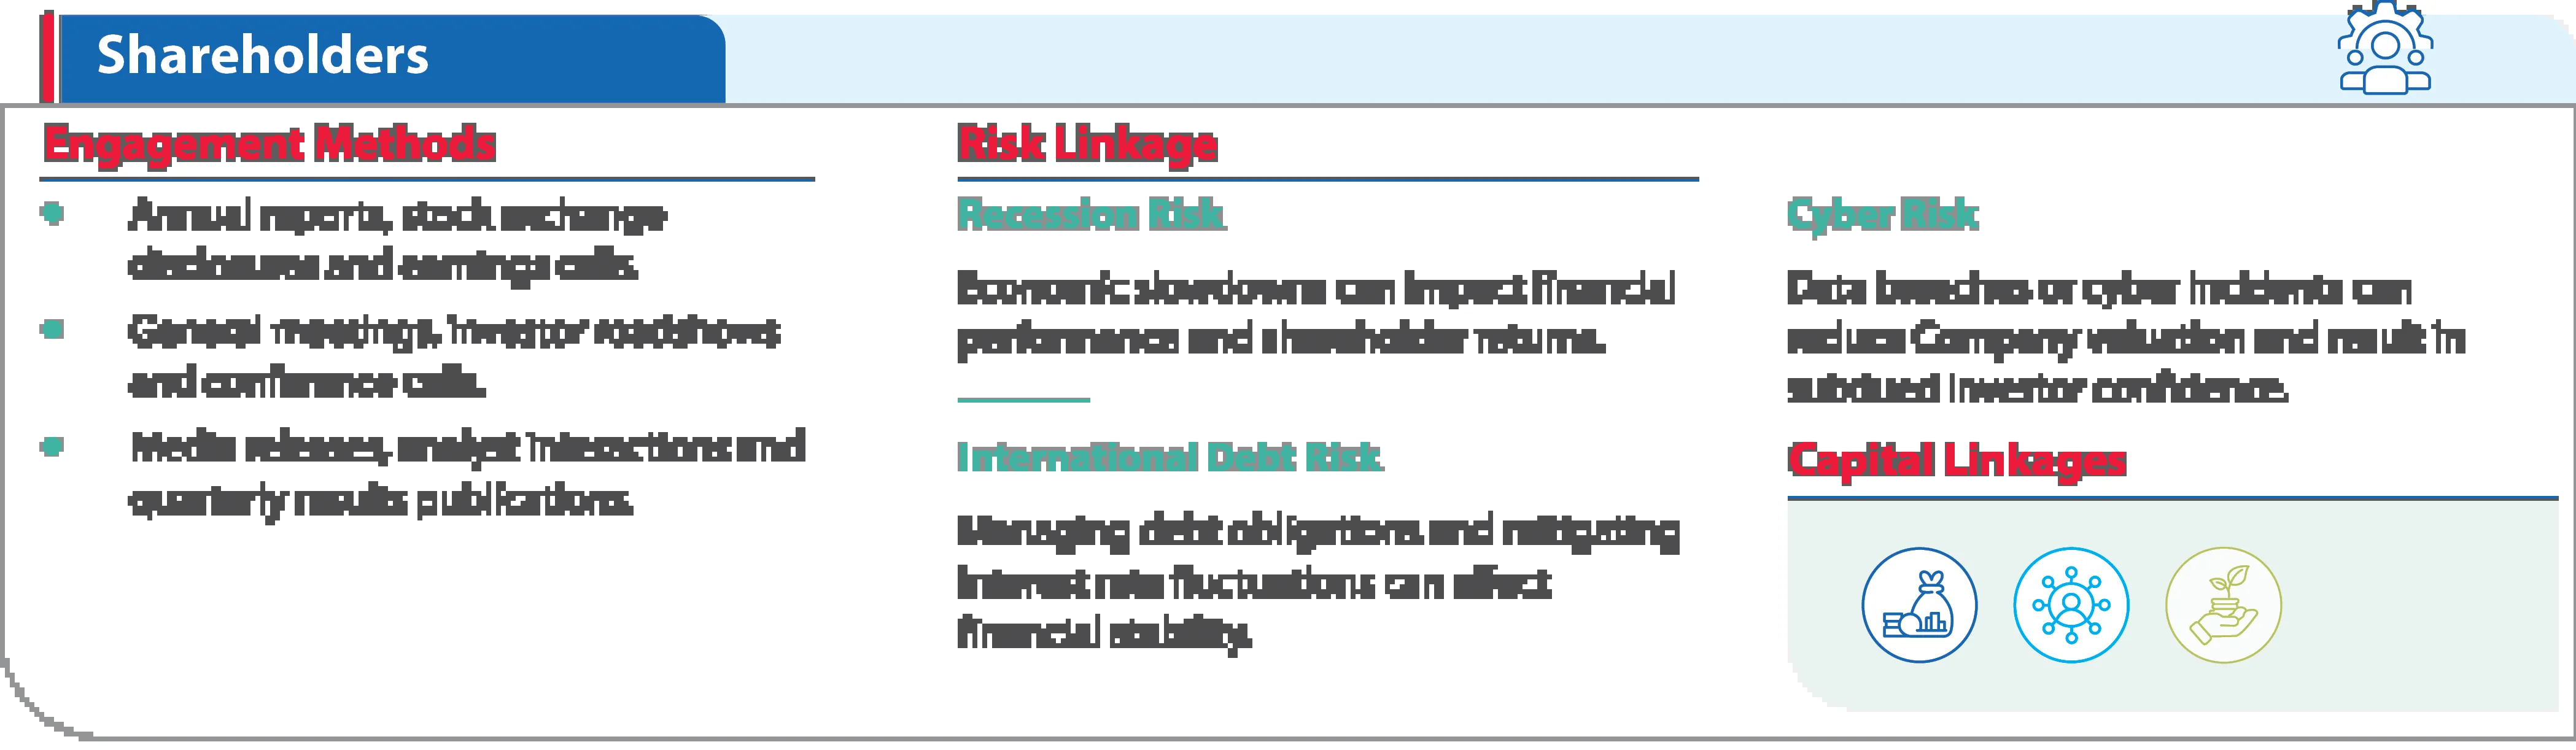 Shareholders
Engagement Methods
Annual reports, stock exchange
disclosures and earnings calls.
General meetings, investor roadshows
and conference calls.
Media releases, analyst interactions and
quarterly results publications.
Risk Linkage
Recession Risk
Economic slowdowns can impact financial
performance and shareholder returns.
International Debt Risk
Managing debt obligations and mitigating
interest rate fluctuations can affect
financial stability.
Cyber Risk
Data breaches or cyber incidents can
reduce Company valuation and result in
subdued investor confidence.
Capital Linkages